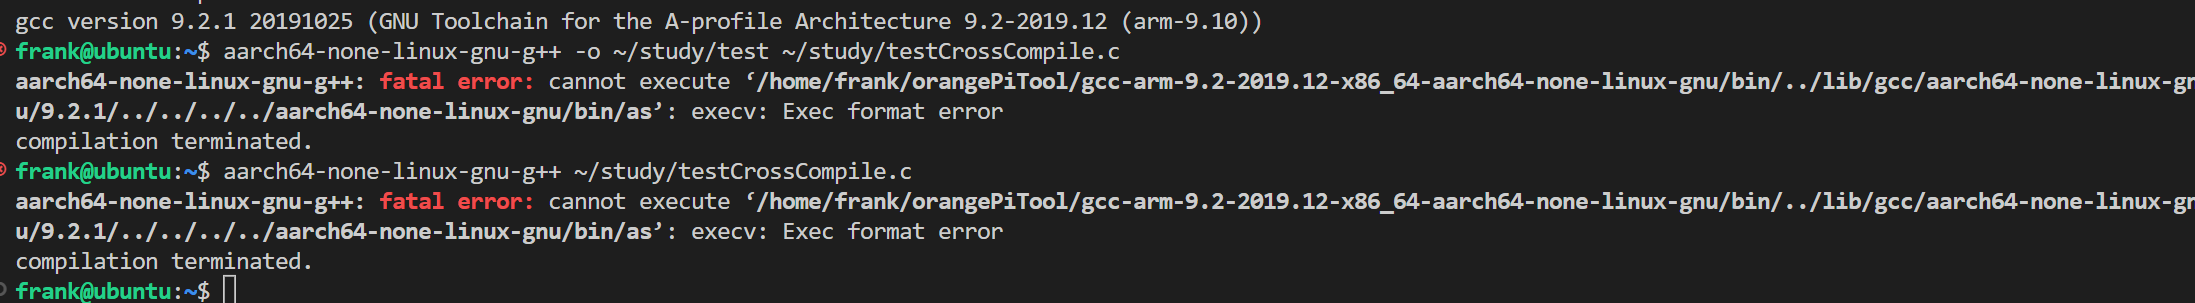 gcc version 9.2.1 20191025 (GNU Toolchain for the A-profile Architecture 9.2-2019.12 (arm-9.10))
frank@ubuntu:~$ aarch64-none-linux-gnu-g++ -o ~/study/test ~/study/testCrossCompile.c
aarch64-none-linux-gnu-g++: fatal error: cannot execute ‘/home/frank/orangePiTool/gcc-arm-9.2-2019.12-x86_64-aarch64-none-linux-gnu/bin/../lib/gcc/aarch64-none-linux-gn
u/9.2.1/../../../../aarch64-none-linux-gnu/bin/as’: execv: Exec format error
compilation terminated.
frank@ubuntu:~$ aarch64-none-linux-gnu-g++ ~/study/testCrossCompile.c
aarch64-none-linux-gnu-g++: fatal error: cannot execute ‘/home/frank/orangePiTool/gcc-arm-9.2-2019.12-x86_64-aarch64-none-linux-gnu/bin/../lib/gcc/aarch64-none-linux-gn
u/9.2.1/../../../../aarch64-none-linux-gnu/bin/as’: execv: Exec format error
compilation terminated.
frank@ubuntu:~$